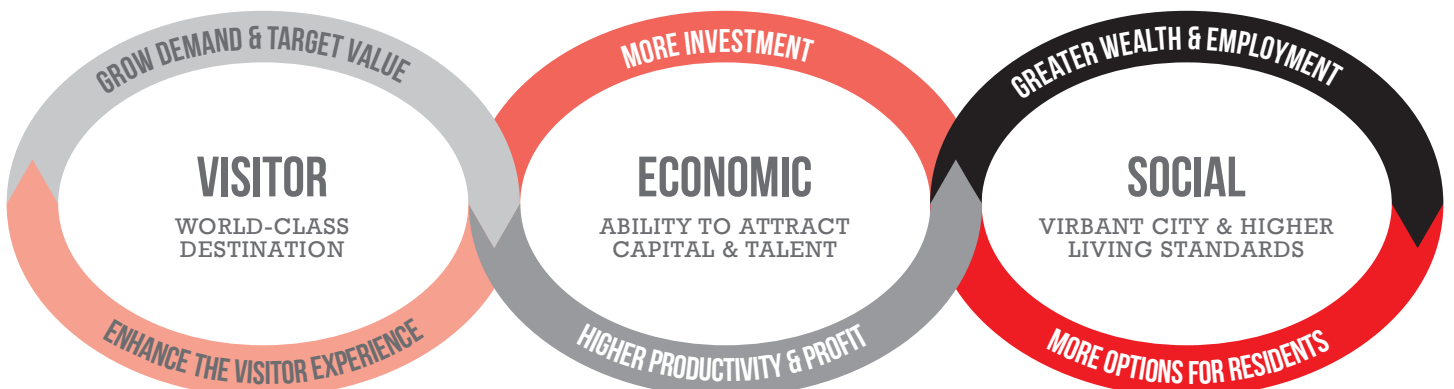 GROW DEMAND & TARGET VALUE
VISITOR
WORLD-CLASS
DESTINATION
ENHANCE THE VISITOR EXPERIENCE
MORE INVESTMENT
ECONOMIC
ABILITY TO ATTRACT
CAPITAL & TALENT
HIGHER PRODUCTIVITY & PROFIT
GREATER WEALTH & EMPLOYMENT
SOCIAL
VIRBANT CITY & HIGHER
LIVING STANDARDS
MORE OPTIONS FOR RESIDENTS